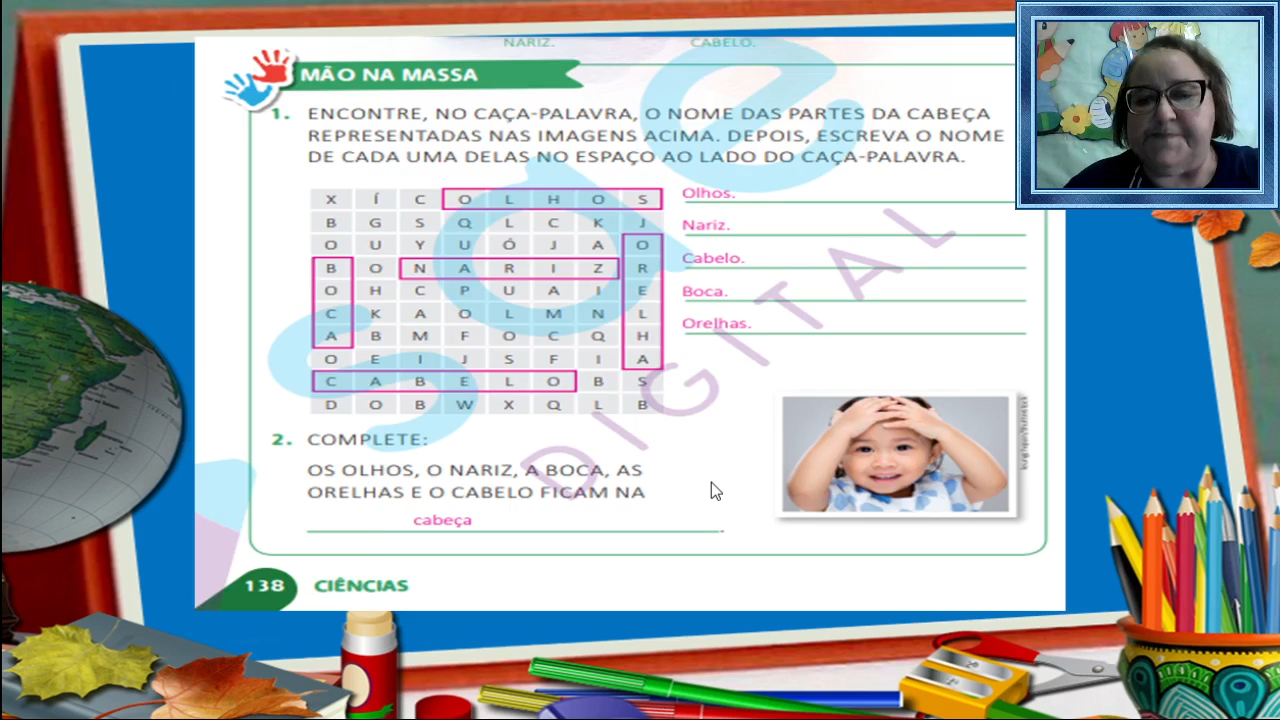 NARIZ. CABELO.
MÃO NA MASSA
1. ENCONTRE, NO CAÇA-PALAVRA, O NOME DAS PARTES DA CABEÇA
REPRESENTADAS NAS IMAGENS ACIMA. DEPOIS, ESCREVA O NOME
DE CADA UMA DELAS NO ESPAÇO AO LADO DO CAÇA-PALAVRA.
X Í C O L H O S
B G S Q L C K J
O U Y U Ó J A O
B O N A R I Z R
O H C P U A I E
C K A O L M N L
A B M F O C Q H
O E I J S F I A
C A B E L O B S
D O B W X Q L B
Olhos.
Nariz.
Cabelo.
Boca.
Orelhas.
2. COMPLETE:
OS OLHOS, O NARIZ, A BOCA, AS
ORELHAS E O CABELO FICAM NA
cabeça.
138 CIÊNCIAS
sae
DIGITAL